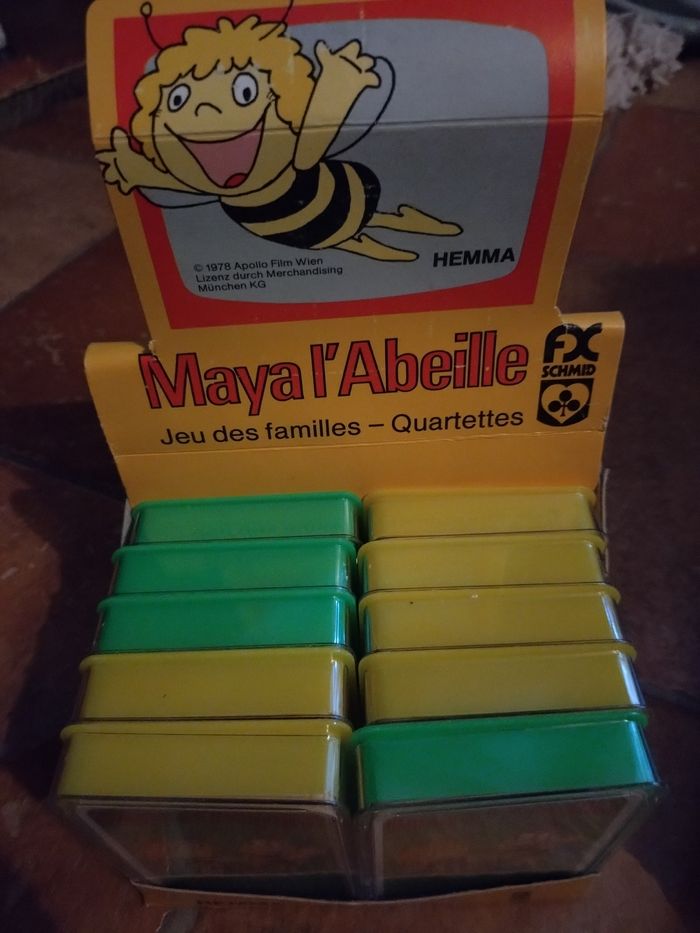 © 1978 Apollo Film Wien
Lizenz durch Merchandising
München KG
HEMMA
Maya l'Abeille
FX
SCHMID
Jeu des familles – Quartettes